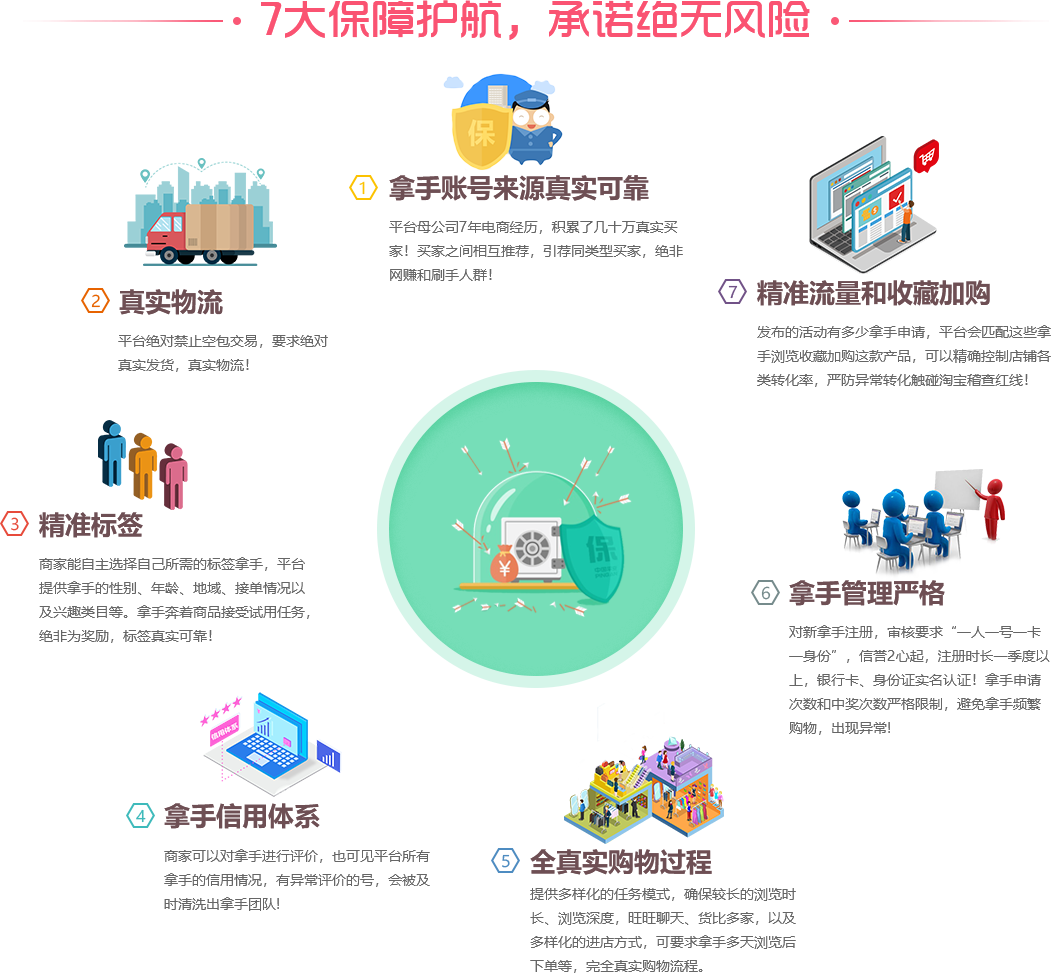 7大保障护航，承诺绝无风险
保
1 拿手账号来源真实可靠
平台母公司7年电商经历，积累了几十万真实买
家！买家之间相互推荐，引荐同类型买家，绝非
网赚和刷手人群！
2 真实物流
平台绝对禁止空包交易，要求绝对
真实发货，真实物流！
3 精准标签
商家能自主选择自己所需的标签拿手，平台
提供拿手的性别、年龄、地域、接单情况以
及兴趣类目等。拿手奔着商品接受试用任务，
绝非为奖励，标签真实可靠！
信用体系
4 拿手信用体系
商家可以对拿手进行评价，也可见平台所有
拿手的信用情况，有异常评价的号，会被及
时清洗出拿手团队!
5 全真实购物过程
提供多样化的任务模式，确保较长的浏览时
长、浏览深度，旺旺聊天、货比多家，以及
多样化的进店方式，可要求拿手多天浏览后
下单等，完全真实购物流程。
6 拿手管理严格
对新拿手注册，审核要求“一人一号一卡
一身份”，信誉2心起，注册时长一季度以
上，银行卡、身份证实名认证！拿手申请
次数和中奖次数严格限制，避免拿手频繁
购物，出现异常!
7 精准流量和收藏加购
发布的活动有多少拿手申请，平台会匹配这些拿
手浏览收藏加购这款产品，可以精确控制店铺各
类转化率，严防异常转化触碰淘宝稽查红线！
¥
保